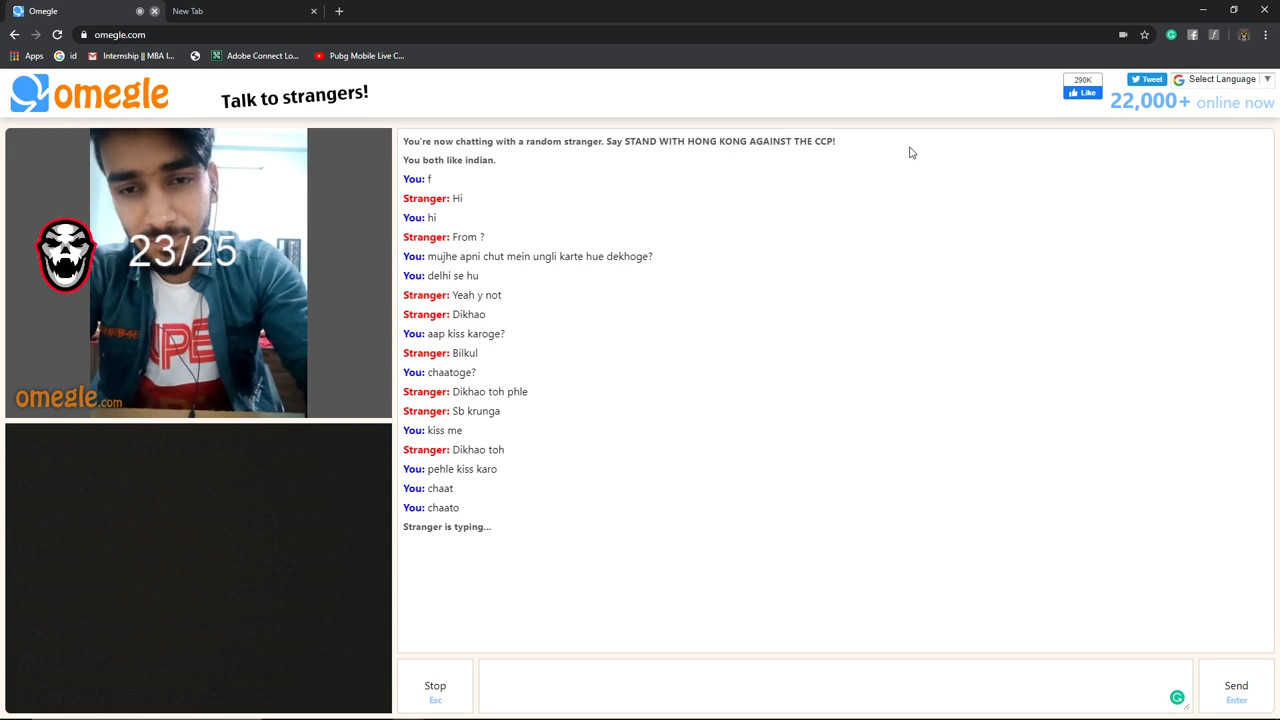 Omegle
New Tab
omegle.com
Apps
id
Internship || MBA I...
Adobe Connect Lo...
Pubg Mobile Live C...
omegle
Talk to strangers!
290K
Like
Tweet
Select Language
22,000+ online now
23/25
omegle.com
You're now chatting with a random stranger. Say STAND WITH HONG KONG AGAINST THE CCP!
You both like indian.
You: f
Stranger: Hi
You: hi
Stranger: From ?
You: mujhe apni chut mein ungli karte hue dekhoge?
You: delhi se hu
Stranger: Yeah y not
Stranger: Dikhao
You: aap kiss karoge?
Stranger: Bilkul
You: chaatoge?
Stranger: Dikhao toh phle
Stranger: Sb krunga
You: kiss me
Stranger: Dikhao toh
You: pehle kiss karo
You: chaat
You: chaato
Stranger is typing...
Stop
Esc
Send
Enter